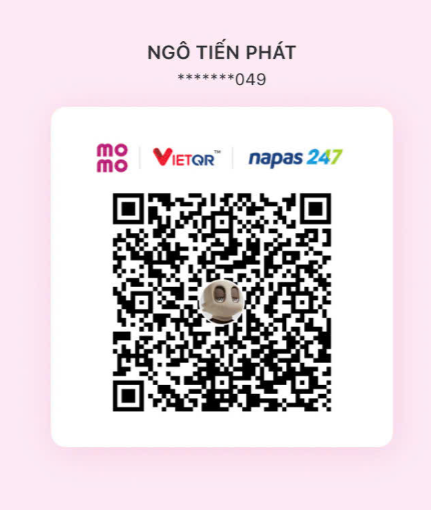 NGÔ TIẾN PHÁT
*******049
mo mo VIETQR™ napas 247